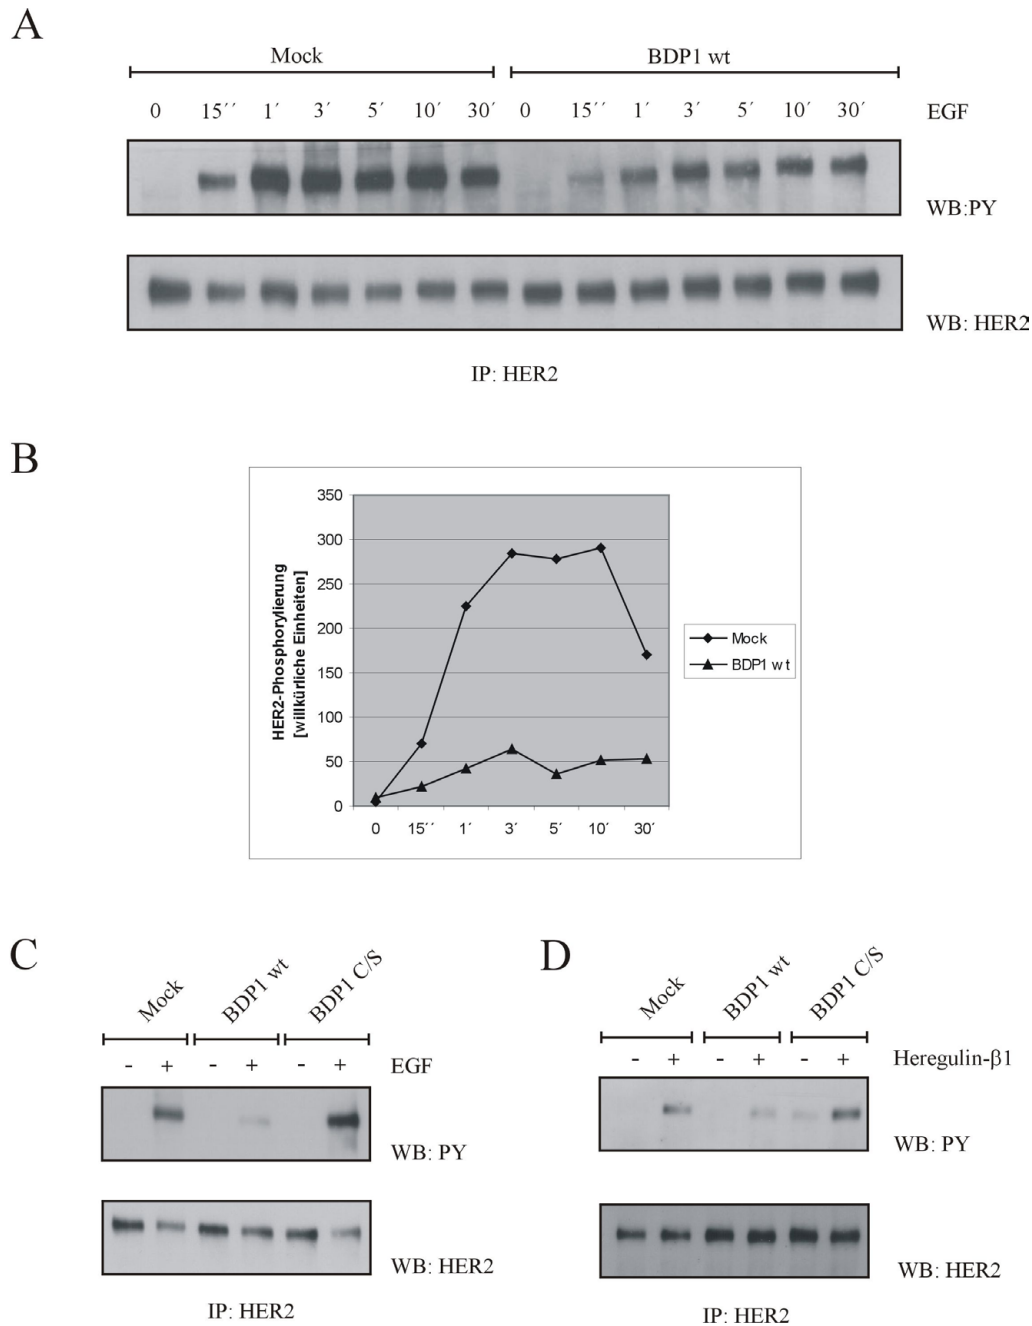 A
Mock BDP1 wt
0 15´´ 1´ 3´ 5´ 10´ 30´ 0 15´´ 1´ 3´ 5´ 10´ 30´ EGF
WB:PY
WB: HER2
IP: HER2
B
350
300
250
200
150
100
50
0
HER2-Phosphorylierung
[willkürliche Einheiten]
0 15´´ 1´ 3´ 5´ 10´ 30´
Mock
BDP1 wt
C
Mock BDP1 wt BDP1 C/S
- + - + - + EGF
WB: PY
WB: HER2
IP: HER2
D
Mock BDP1 wt BDP1 C/S
- + - + - + Heregulin-β1
WB: PY
WB: HER2
IP: HER2